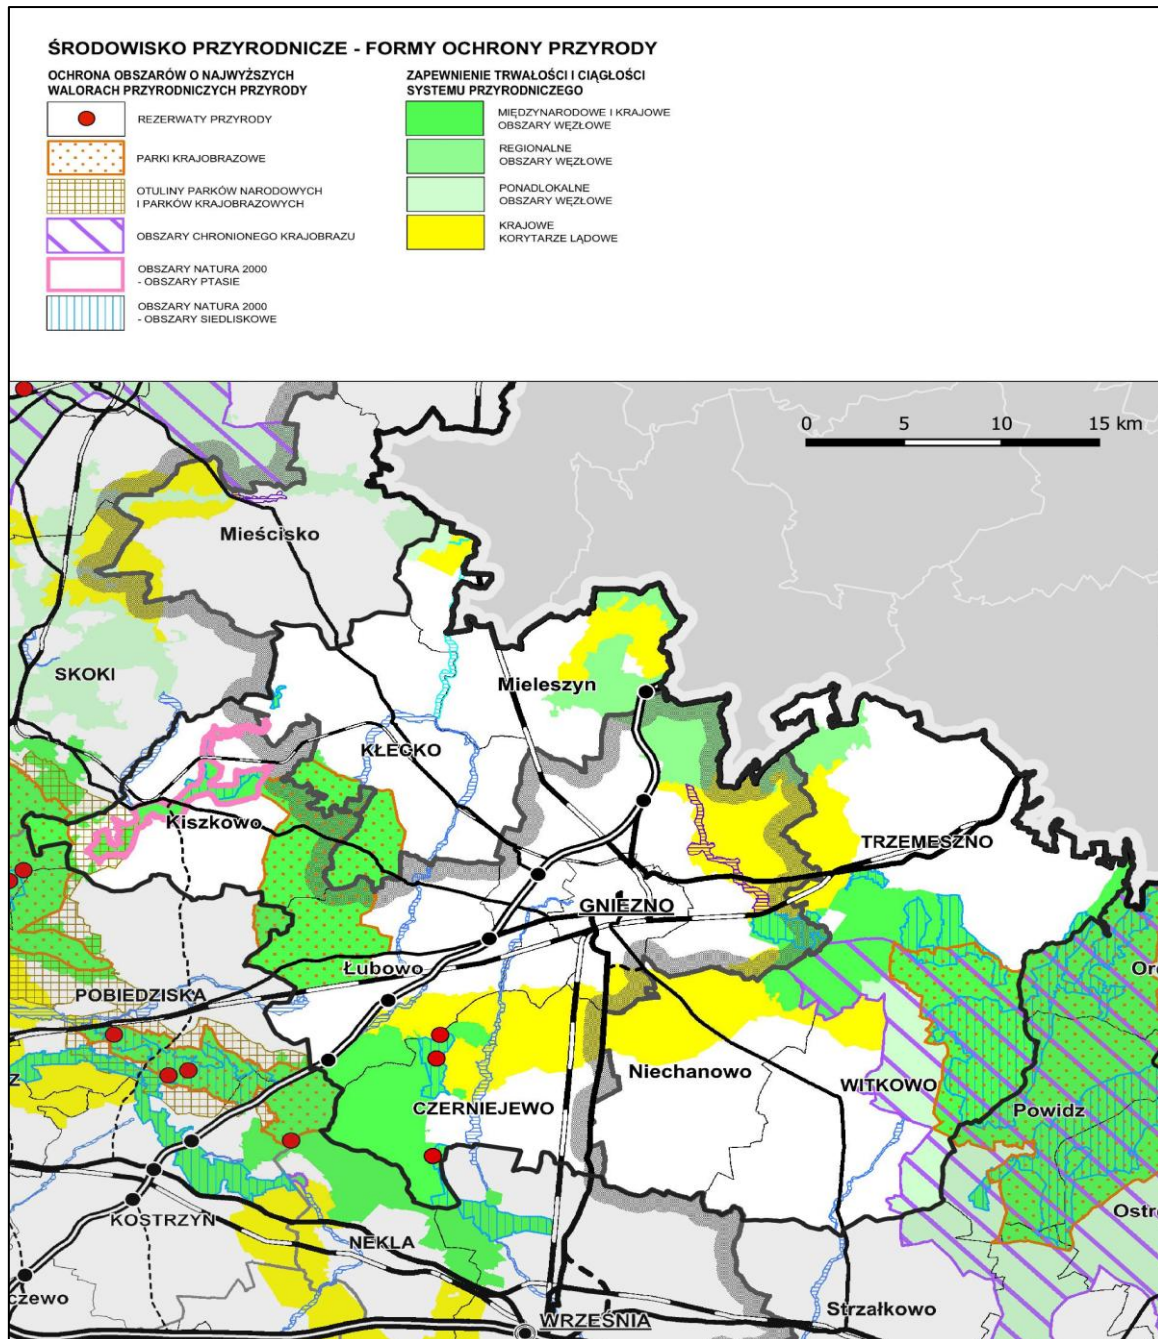 ŚRODOWISKO PRZYRODNICZE - FORMY OCHRONY PRZYRODY
OCHRONA OBSZARÓW O NAJWYŻSZYCH
WALORACH PRZYRODNICZYCH PRZYRODY
REZERWATY PRZYRODY
PARKI KRAJOBRAZOWE
OTULINY PARKÓW NARODOWYCH
I PARKÓW KRAJOBRAZOWYCH
OBSZARY CHRONIONEGO KRAJOBRAZU
OBSZARY NATURA 2000
- OBSZARY PTASIE
OBSZARY NATURA 2000
- OBSZARY SIEDLISKOWE
ZAPEWNIENIE TRWAŁOŚCI I CIĄGŁOŚCI
SYSTEMU PRZYRODNICZEGO
MIĘDZYNARODOWE I KRAJOWE
OBSZARY WĘZŁOWE
REGIONALNE
OBSZARY WĘZŁOWE
PONADLOKALNE
OBSZARY WĘZŁOWE
KRAJOWE
KORYTARZE LĄDOWE
0 5 10 15 km
Mieścisko
SKOKI
Mieleszyn
KŁECKO
Kiszkowo
TRZEMESZNO
GNIEZNO
Łubowo
Orc
POBIEDZISKA
Z
Niechanowo
WITKOWO
CZERNIEJEWO
Powidz
KOSTRZYN
Ostr
NEKLA
czewo
WRZEŚNIA
Strzałkowo